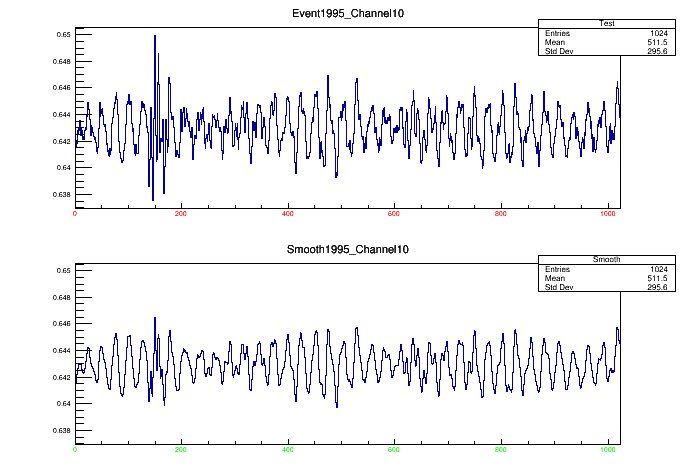 Event1995_Channel10
Test
Entries 1024
Mean 511.5
Std Dev 295.6
0.65
0.648
0.646
0.644
0.642
0.64
0.638
0 200 400 600 800 1000
Smooth1995_Channel10
Smooth
Entries 1024
Mean 511.5
Std Dev 295.6
0.65
0.648
0.646
0.644
0.642
0.64
0.638
0 200 400 600 800 1000